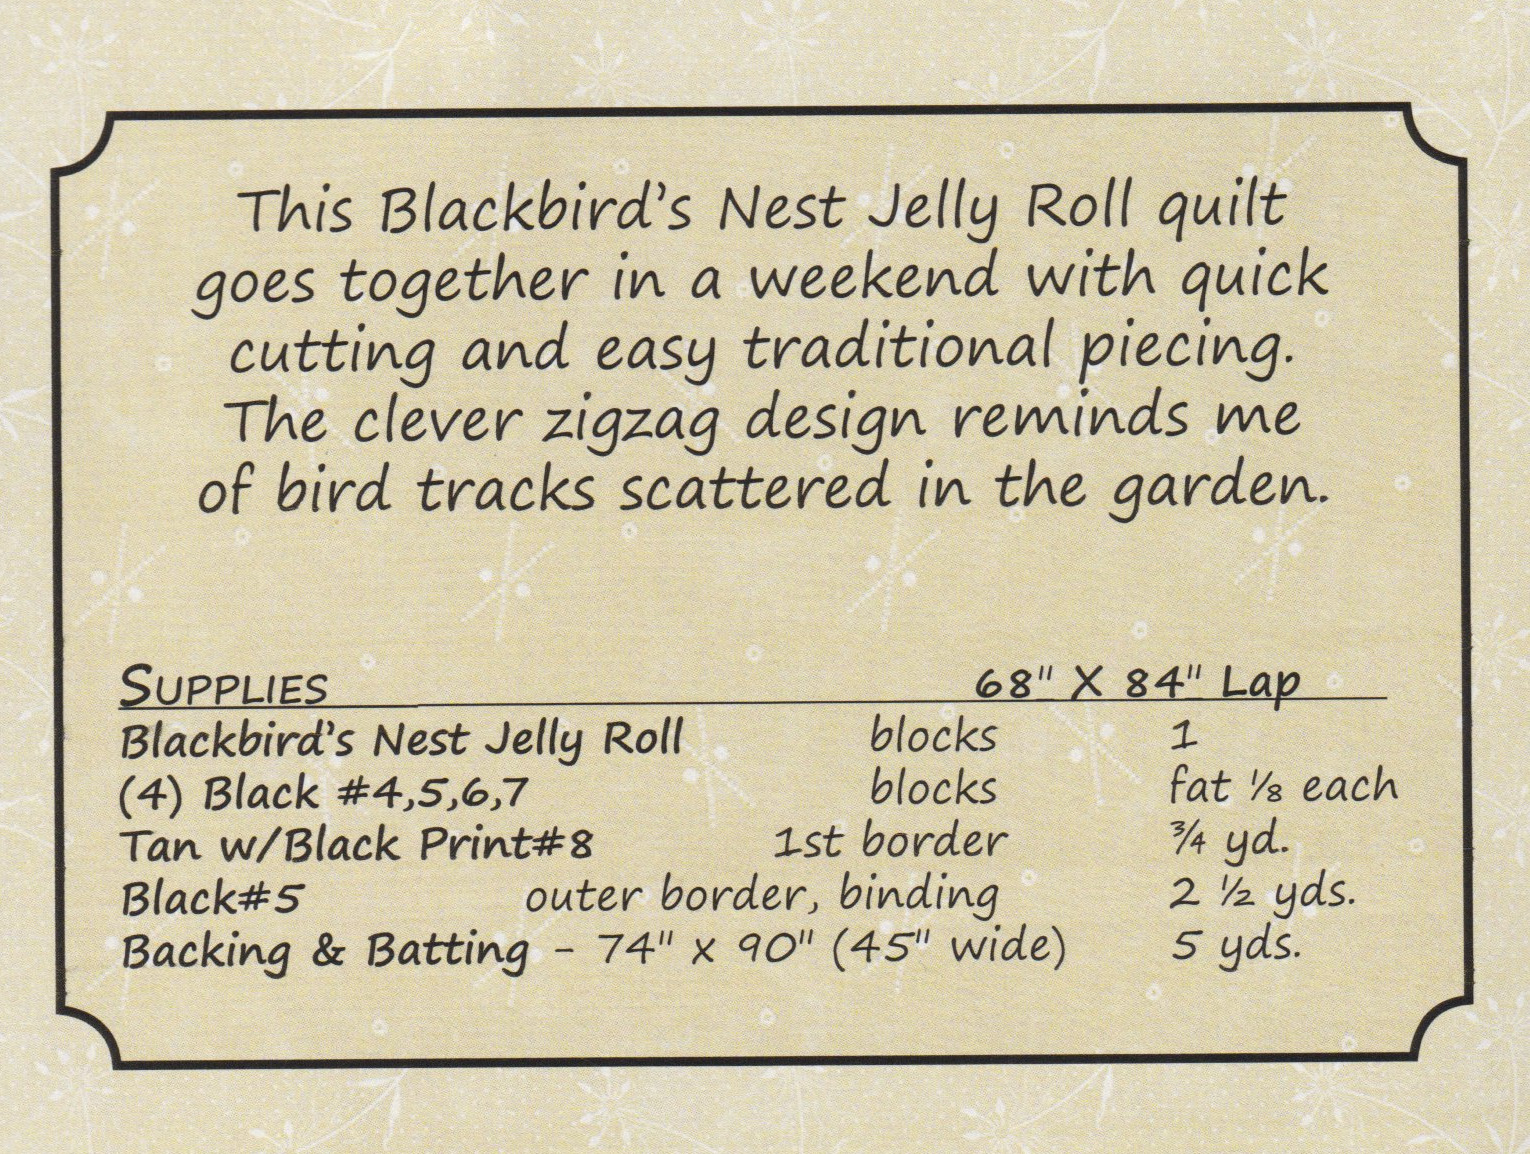 This Blackbird's Nest Jelly Roll quilt
goes together in a weekend with quick
cutting and easy traditional piecing.
The clever zigzag design reminds me
of bird tracks scattered in the garden.
SUPPLIES 68" X 84" Lap
Blackbird's Nest Jelly Roll blocks 1
(4) Black #4,5,6,7 blocks fat ⅛ each
Tan w/Black Print#8 1st border ¾ yd.
Black#5 outer border, binding 2 ½ yds.
Backing & Batting - 74" x 90" (45" wide) 5 yds.